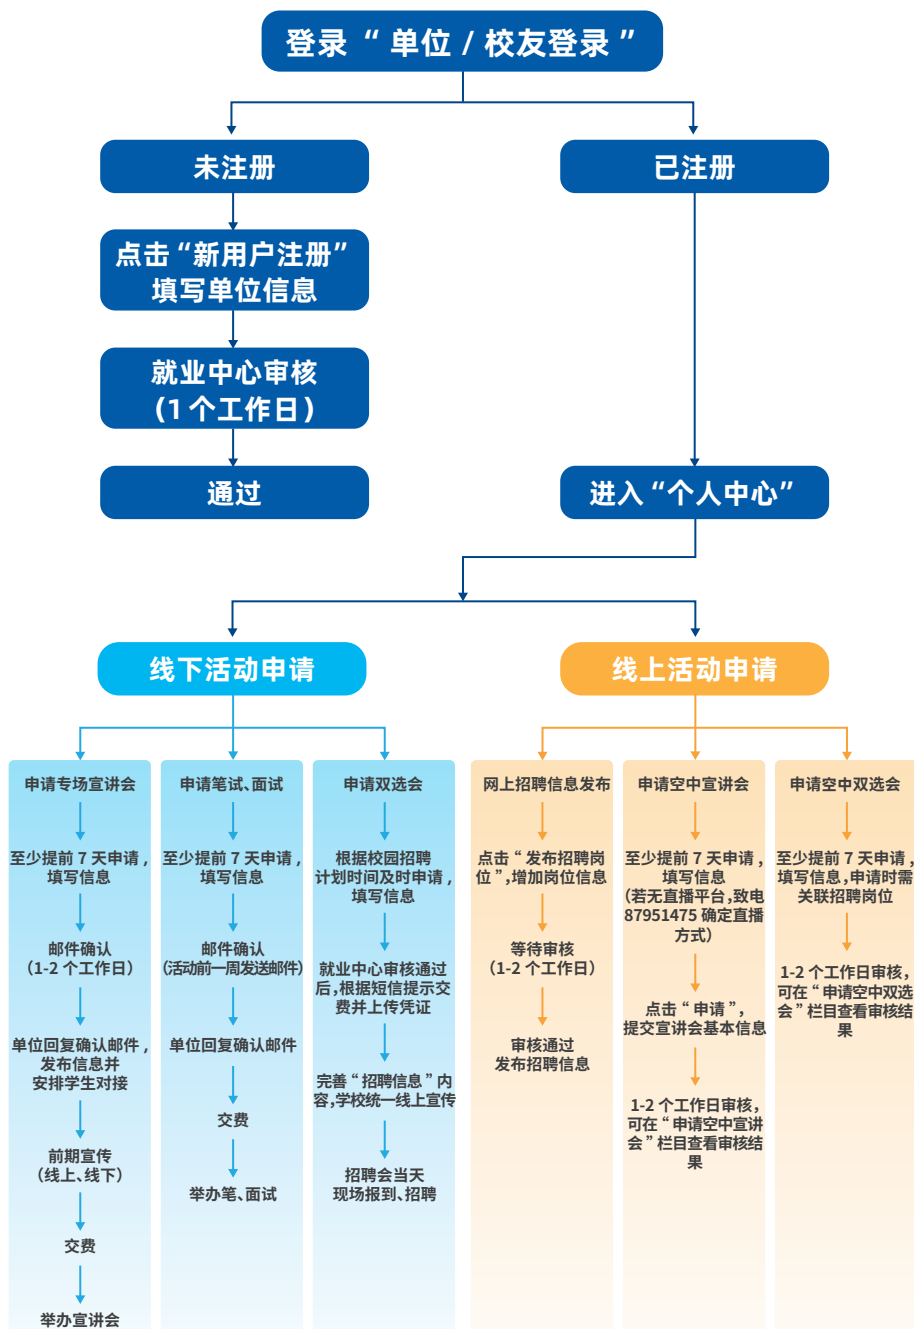 登录“单位/校友登录”
未注册
已注册
点击“新用户注册”
填写单位信息
就业中心审核
(1个工作日)
通过
进入“个人中心”
线下活动申请
线上活动申请
申请专场宣讲会
至少提前7天申请,
填写信息
邮件确认
(1-2个工作日)
单位回复确认邮件,
发布信息并
安排学生对接
前期宣传
(线上、线下)
交费
举办宣讲会
申请笔试、面试
至少提前7天申请,
填写信息
邮件确认
(活动前一周发送邮件)
单位回复确认邮件
交费
举办笔、面试
申请双选会
根据校园招聘
计划时间及时申请,
填写信息
就业中心审核通过
后,根据短信提示交
费并上传凭证
完善“招聘信息”内
容,学校统一线上宣传
招聘会当天
现场报到、招聘
网上招聘信息发布
点击“发布招聘岗
位”,增加岗位信息
等待审核
(1-2个工作日)
审核通过
发布招聘信息
申请空中宣讲会
至少提前7天申请,
填写信息
(若无直播平台,致电
87951475确定直播
方式)
点击“申请”,
提交宣讲会基本信息
1-2个工作日审核,
可在“申请空中宣讲
会”栏目查看审核结
果
申请空中双选会
至少提前7天申请,
填写信息,申请时需
关联招聘岗位
1-2个工作日审核,
可在“申请空中双选
会”栏目查看审核结
果